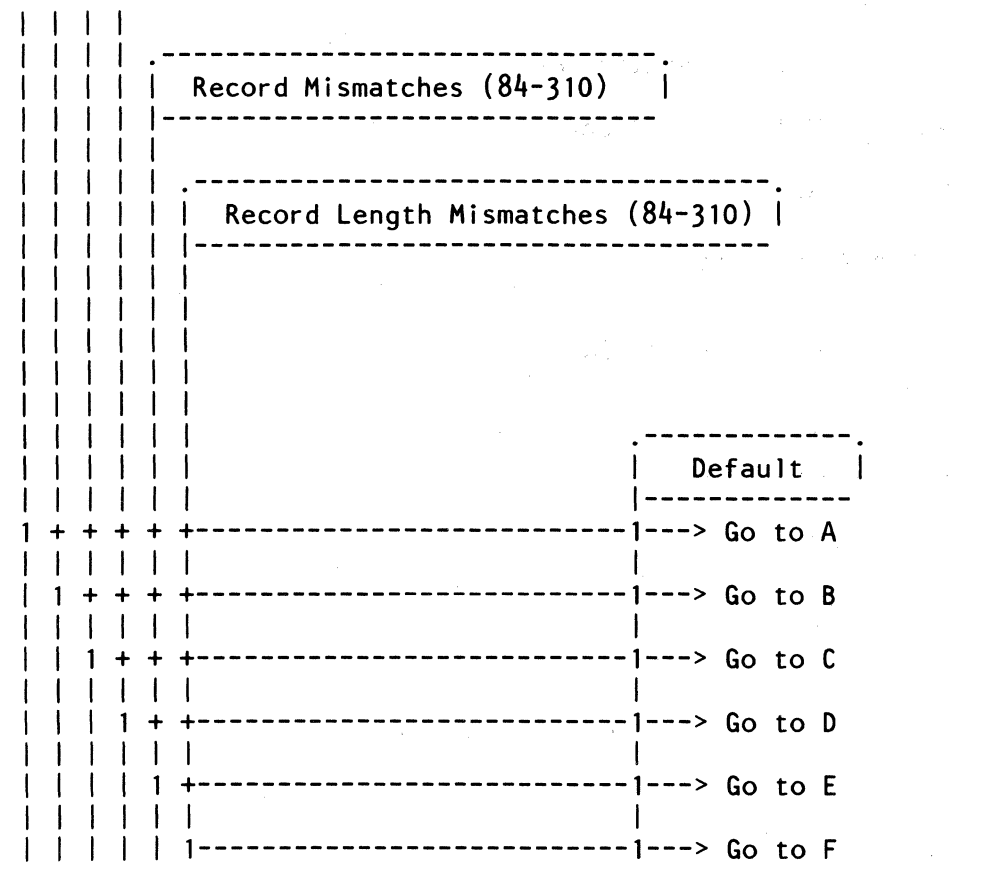 | | | |
| | | | .-------------------------------.
| | | | | Record Mismatches (84-310) |
| | | | |-------------------------------
| | | | |
| | | | | .------------------------------------.
| | | | | | Record Length Mismatches (84-310) |
| | | | | |------------------------------------
| | | | | |
| | | | | |
| | | | | |
| | | | | |
| | | | | |
| | | | | | .-------------.
| | | | | | | Default |
| | | | | | |-------------
1 + + + + +---------------------------1---> Go to A
| | | | | | |
| 1 + + + +---------------------------1---> Go to B
| | | | | | |
| | 1 + + +---------------------------1---> Go to C
| | | | | | |
| | | 1 + +---------------------------1---> Go to D
| | | | | | |
| | | | 1 +---------------------------1---> Go to E
| | | | | | |
| | | | | 1---------------------------1---> Go to F